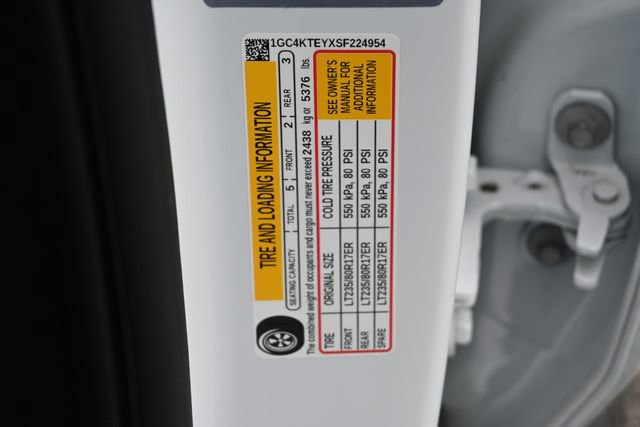 1GC4KTEYXSF224954
TIRE AND LOADING INFORMATION
SEATING CAPACITY TOTAL 5 FRONT 2 REAR 3
The combined weight of occupants and cargo must never exceed 2438 kg or 5376 lbs
TIRE ORIGINAL SIZE COLD TIRE PRESSURE
FRONT LT235/80R17ER 550 kPa, 80 PSI
REAR LT235/80R17ER 550 kPa, 80 PSI
SPARE LT235/80R17ER 550 kPa, 80 PSI
SEE OWNER'S
MANUAL FOR
ADDITIONAL
INFORMATION